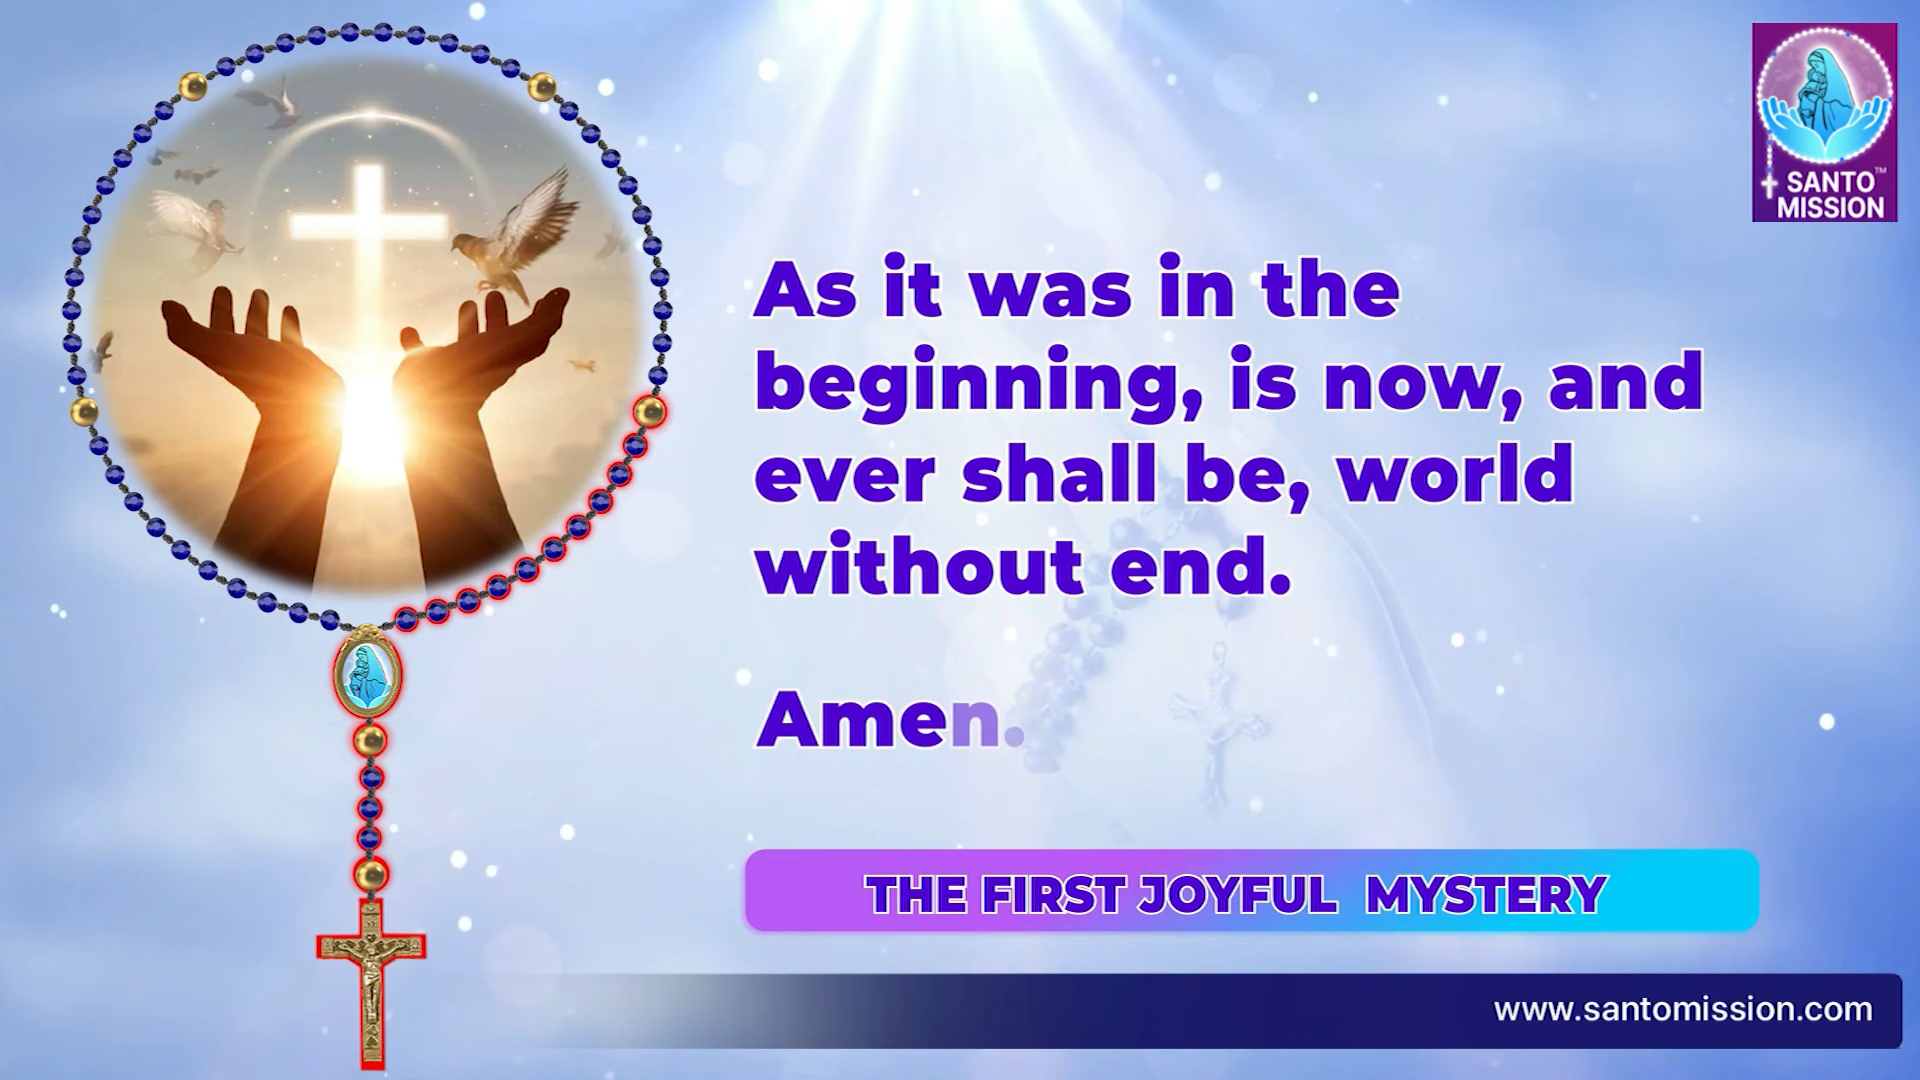 SANTO™
MISSION
As it was in the
beginning, is now, and
ever shall be, world
without end.
Amen.
THE FIRST JOYFUL MYSTERY
www.santomission.com